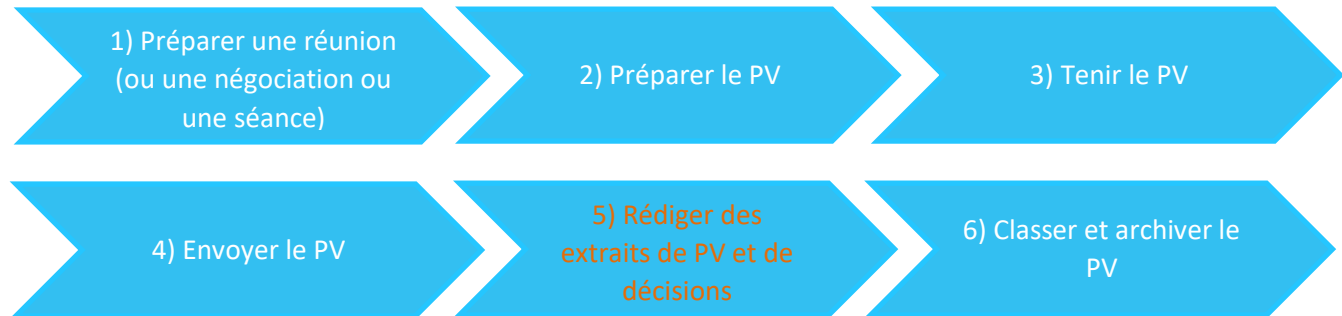 1) Préparer une réunion
(ou une négociation ou
une séance)
2) Préparer le PV
3) Tenir le PV
4) Envoyer le PV
5) Rédiger des
extraits de PV et de
décisions
6) Classer et archiver le
PV